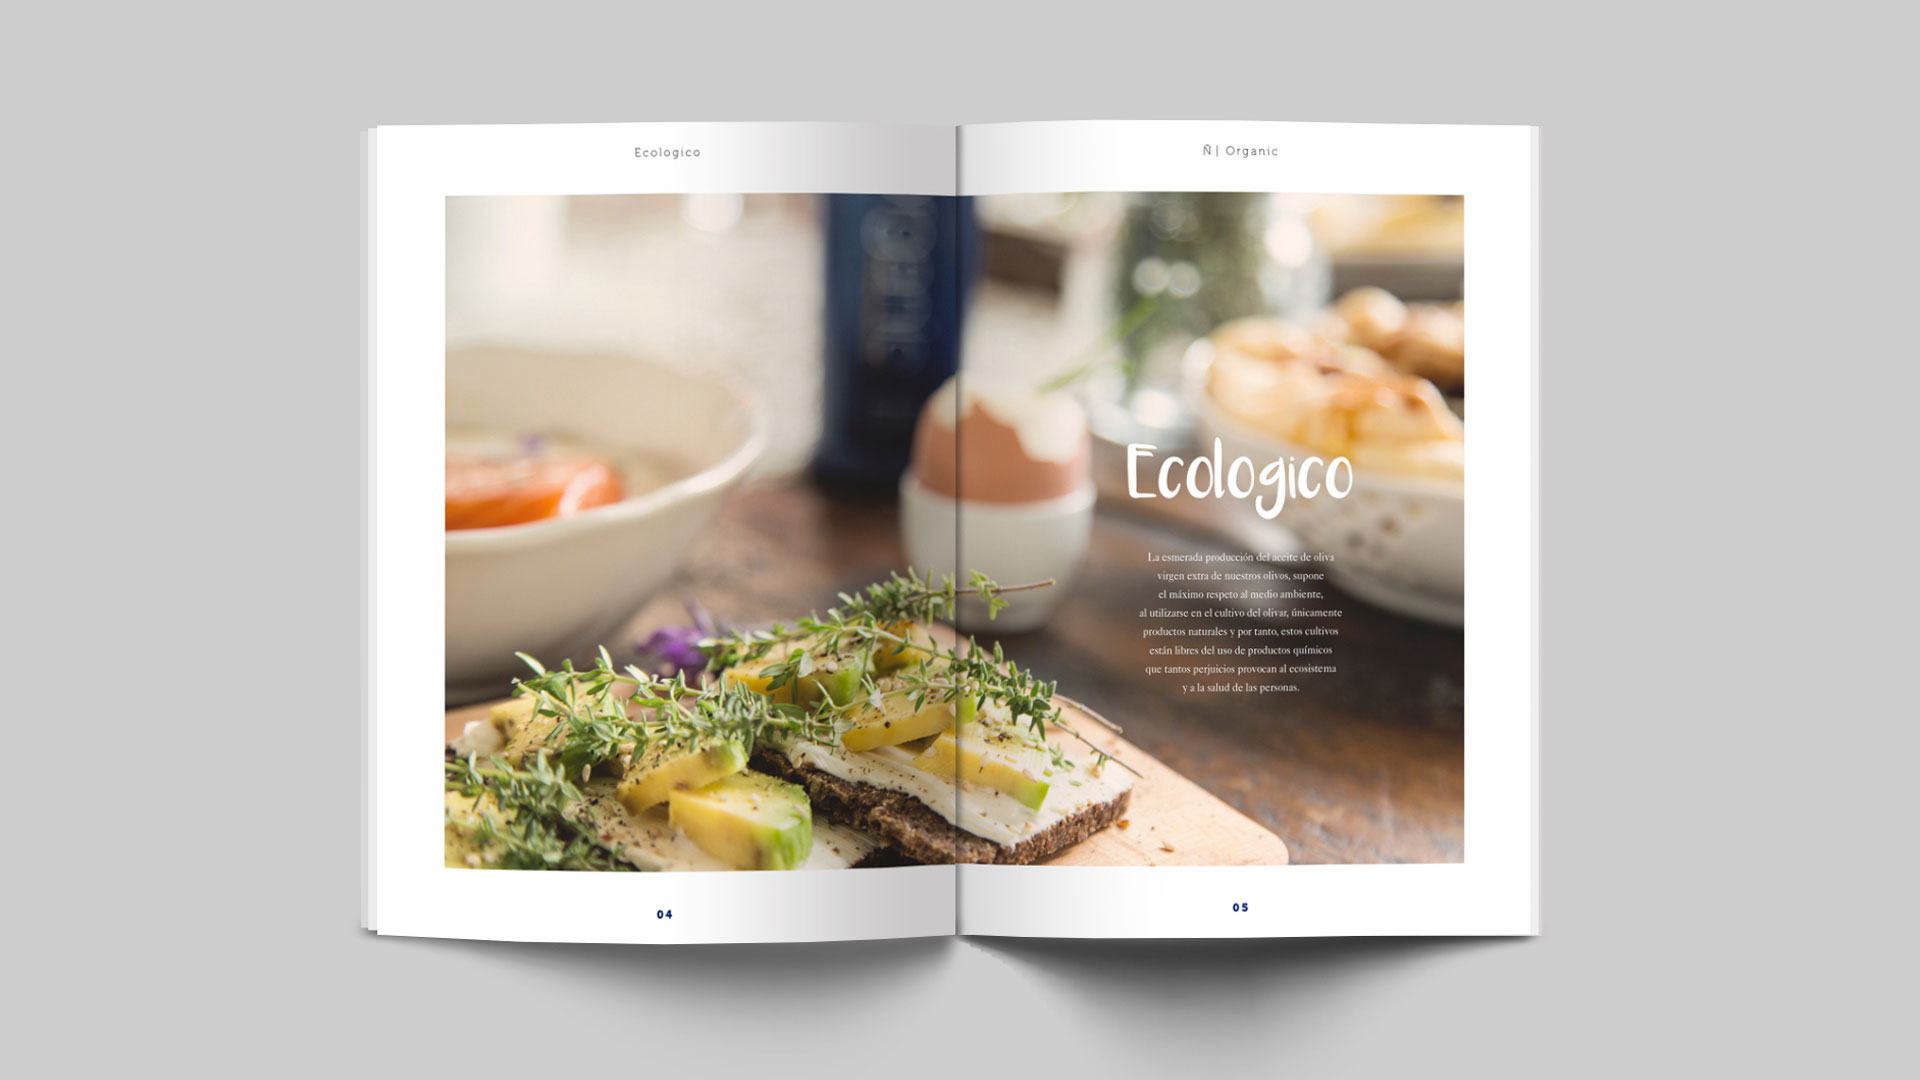 Ecologico
Ñ | Organic
Ecologico
La esmerada producción del aceite de oliva
virgen extra de nuestros olivos, supone
el máximo respeto al medio ambiente,
al utilizarse en el cultivo del olivar, únicamente
productos naturales y por tanto, estos cultivos
están libres del uso de productos químicos
que tantos perjuicios provocan al ecosistema
y a la salud de las personas.
04
05